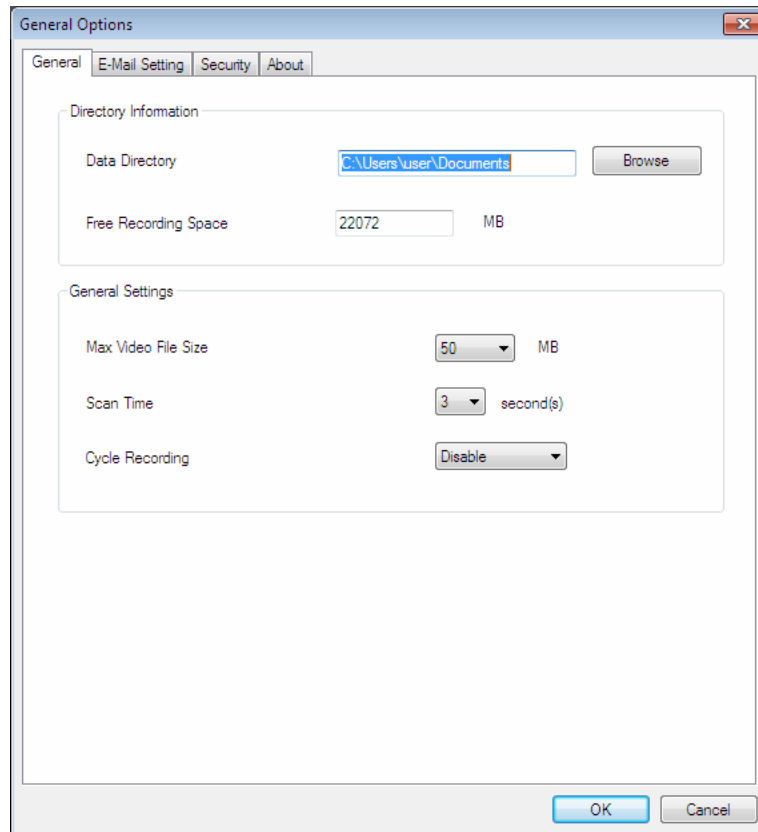 General Options
General E-Mail Setting Security About
Directory Information
Data Directory C:\Users\user\Documents Browse
Free Recording Space 22072 MB
General Settings
Max Video File Size 50 MB
Scan Time 3 second(s)
Cycle Recording Disable
OK Cancel